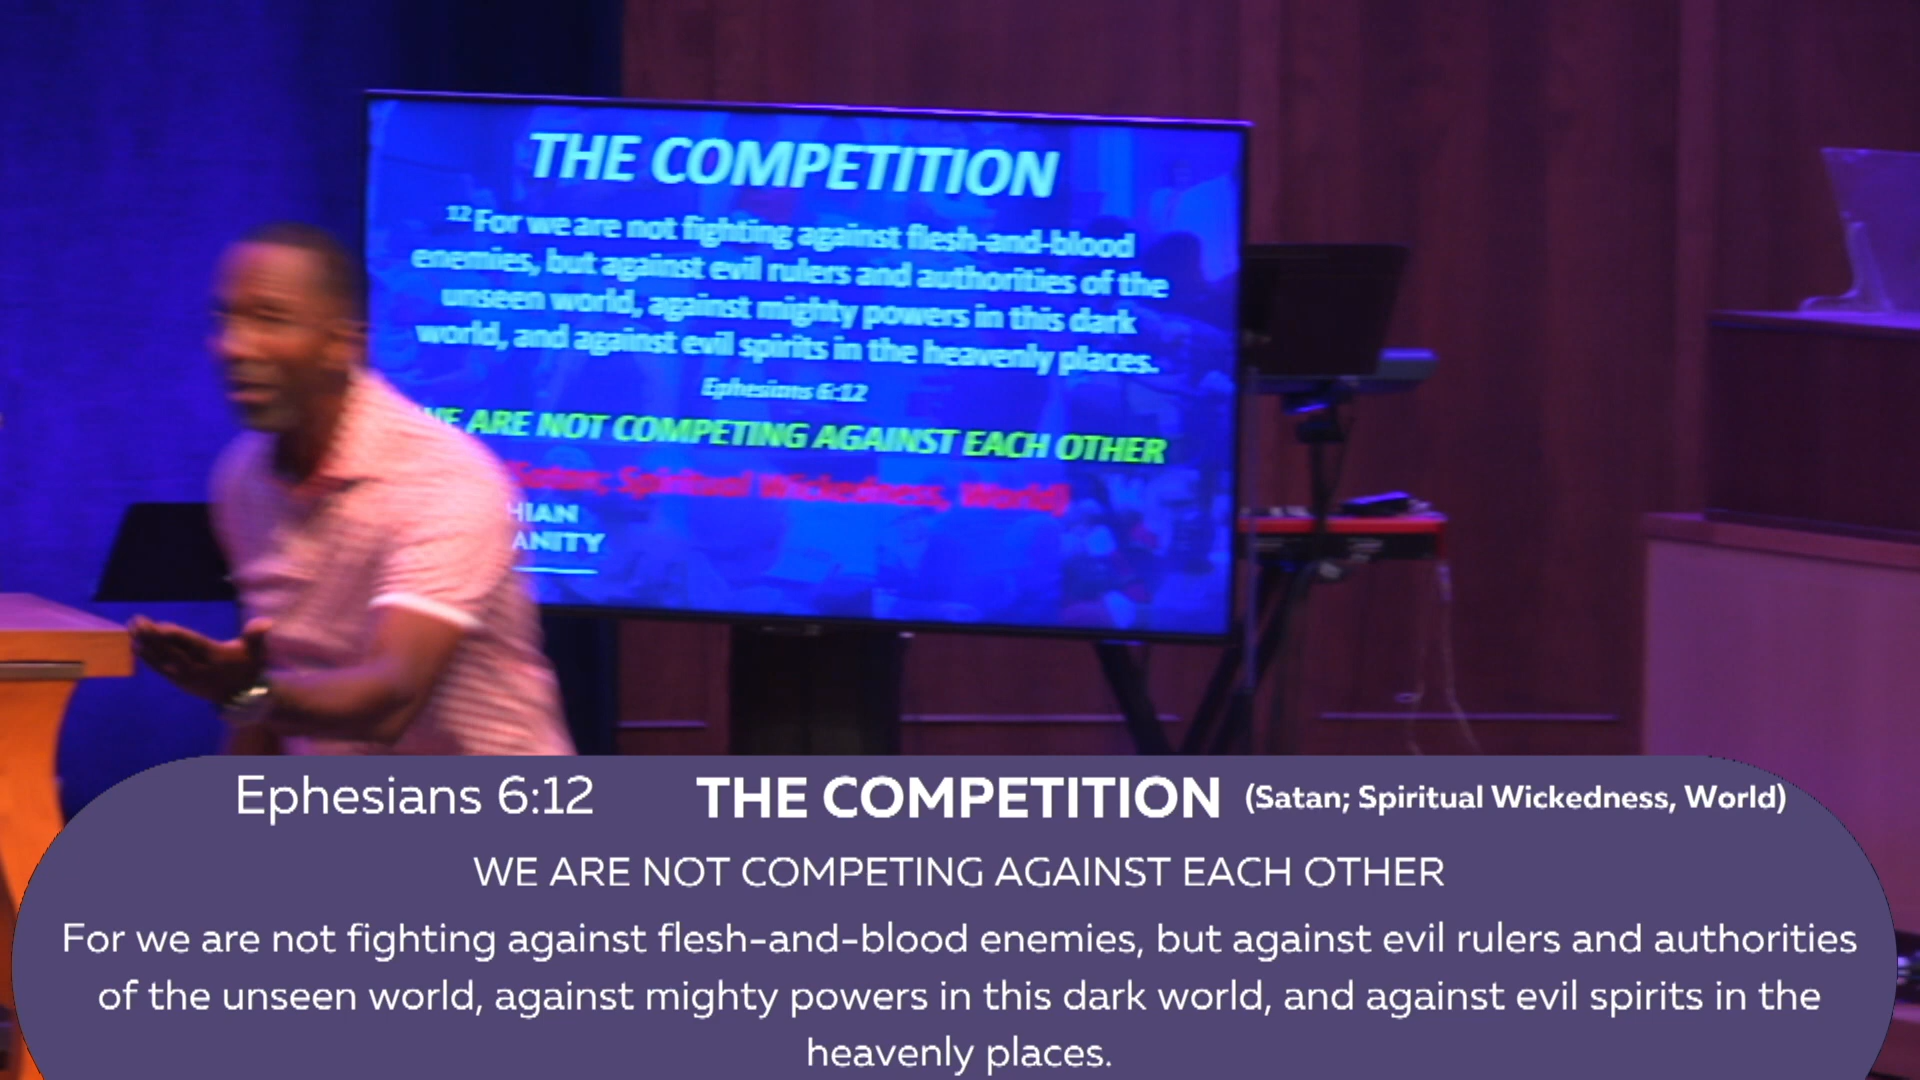 THE COMPETITION
12 For we are not fighting against flesh-and-blood
enemies, but against evil rulers and authorities of the
unseen world, against mighty powers in this dark
world, and against evil spirits in the heavenly places.
Ephesians 6:12
WE ARE NOT COMPETING AGAINST EACH OTHER
(Satan; Spiritual Wickedness, World)
Ephesians 6:12 THE COMPETITION (Satan; Spiritual Wickedness, World)
WE ARE NOT COMPETING AGAINST EACH OTHER
For we are not fighting against flesh-and-blood enemies, but against evil rulers and authorities
of the unseen world, against mighty powers in this dark world, and against evil spirits in the
heavenly places.